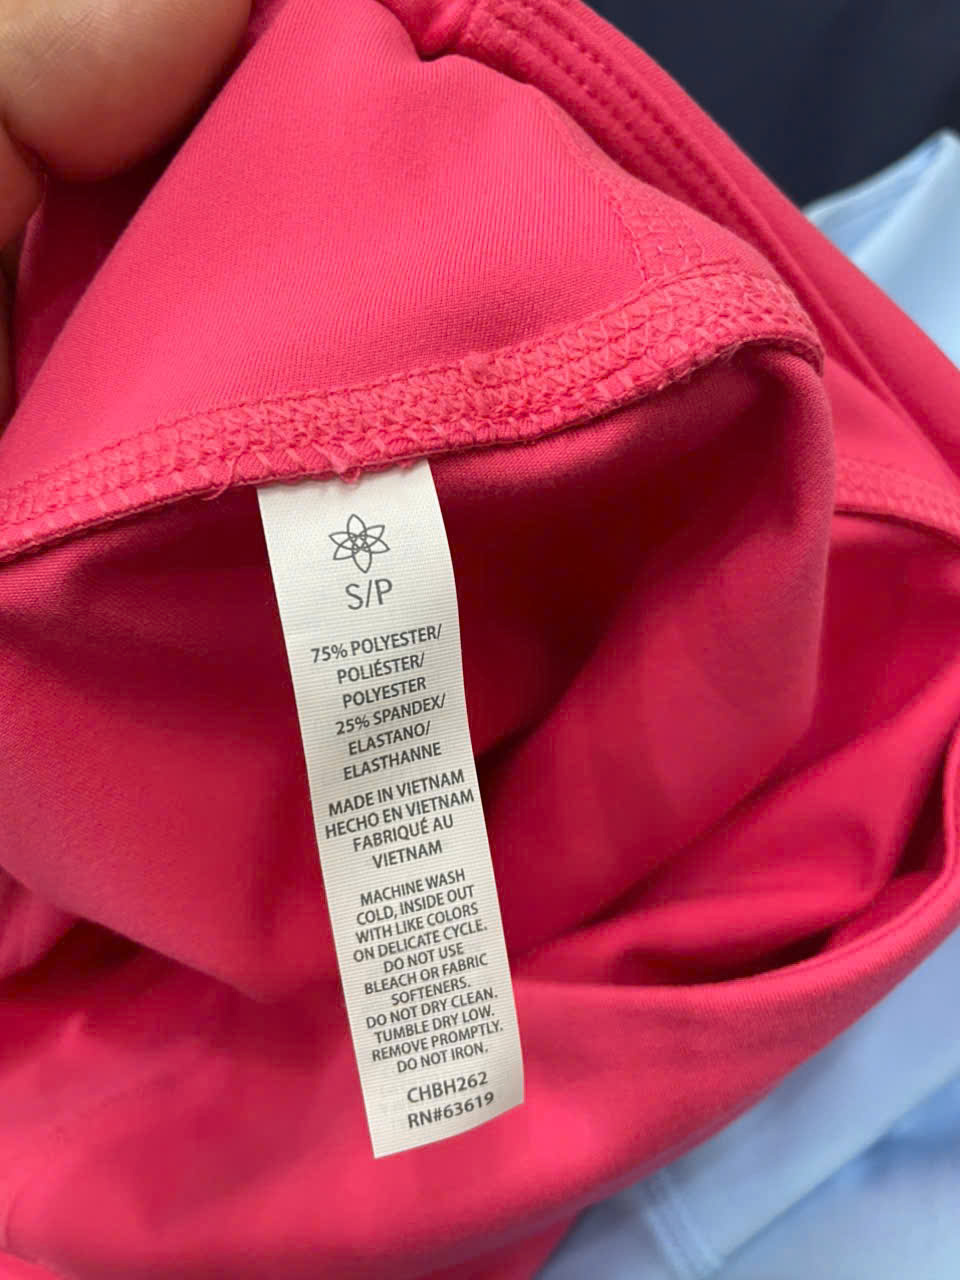 S/P
75% POLYESTER/
POLIÉSTER/
POLYESTER
25% SPANDEX/
ELASTANO/
ELASTHANNE
MADE IN VIETNAM
HECHO EN VIETNAM
FABRIQUÉ AU
VIETNAM
MACHINE WASH
COLD, INSIDE OUT
WITH LIKE COLORS
ON DELICATE CYCLE.
DO NOT USE
BLEACH OR FABRIC
SOFTENERS.
DO NOT DRY CLEAN.
TUMBLE DRY LOW.
REMOVE PROMPTLY.
DO NOT IRON.
CHBH262
RN#63619